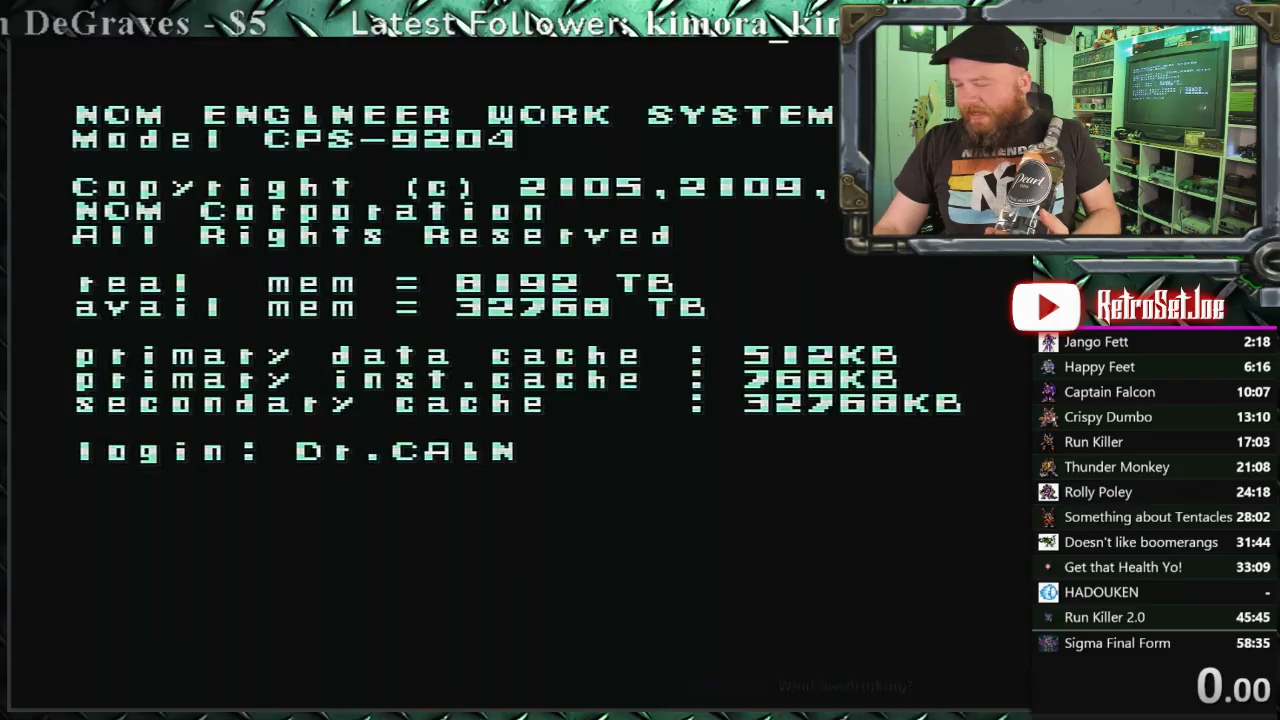 n DeGraves - $5 Latest Follower: kimora_kir
NOM ENGINEER WORK SYSTEM
Model CPS-9204
Copyright (c) 2105,2109,
NOM Corporation
All Rights Reserved
real mem = 8192 TB
avail mem = 32768 TB
primary data cache : 512KB
primary inst.cache : 768KB
secondary cache : 32768KB
login: Dr.CAIN
NINTENDO
N
Pearl
RetroSetJoe
Jango Fett 2:18
Happy Feet 6:16
Captain Falcon 10:07
Crispy Dumbo 13:10
Run Killer 17:03
Thunder Monkey 21:08
Rolly Poley 24:18
Something about Tentacles 28:02
Doesn't like boomerangs 31:44
Get that Health Yo! 33:09
HADOUKEN -
Run Killer 2.0 45:45
Sigma Final Form 58:35
0.00